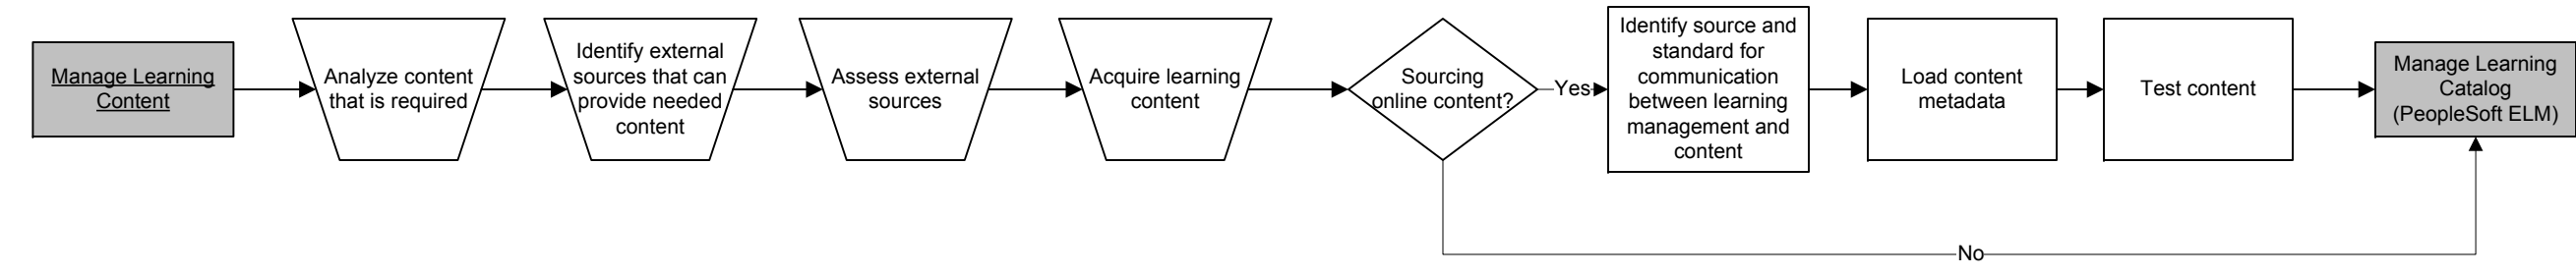 Manage Learning
Content
Analyze content
that is required
Identify external
sources that can
provide needed
content
Assess external
sources
Acquire learning
content
Sourcing
online content?
Yes
Identify source and
standard for
communication
between learning
management and
content
Load content
metadata
Test content
Manage Learning
Catalog
(PeopleSoft ELM)
No